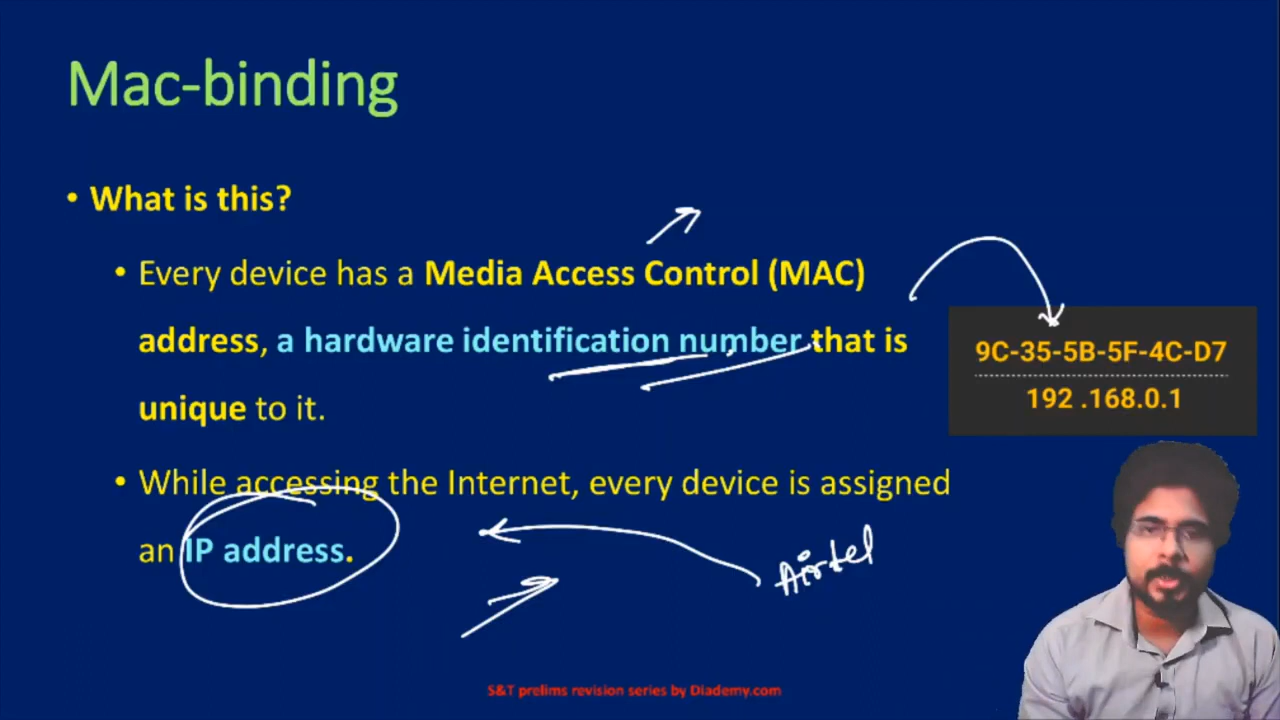 Mac-binding
• What is this?
• Every device has a Media Access Control (MAC)
address, a hardware identification number that is
unique to it.
9C-35-5B-5F-4C-D7
192 .168.0.1
• While accessing the Internet, every device is assigned
an IP address.
Airtel
S&T prelims revision series by Diademy.com